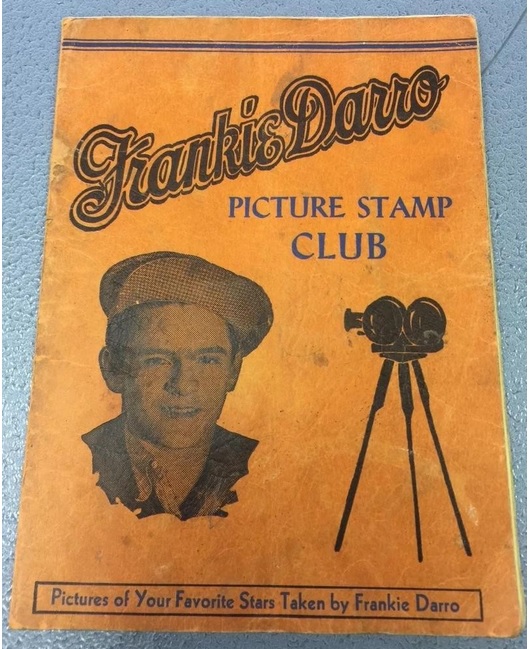 Frankie Darro
PICTURE STAMP
CLUB
Pictures of Your Favorite Stars Taken by Frankie Darro